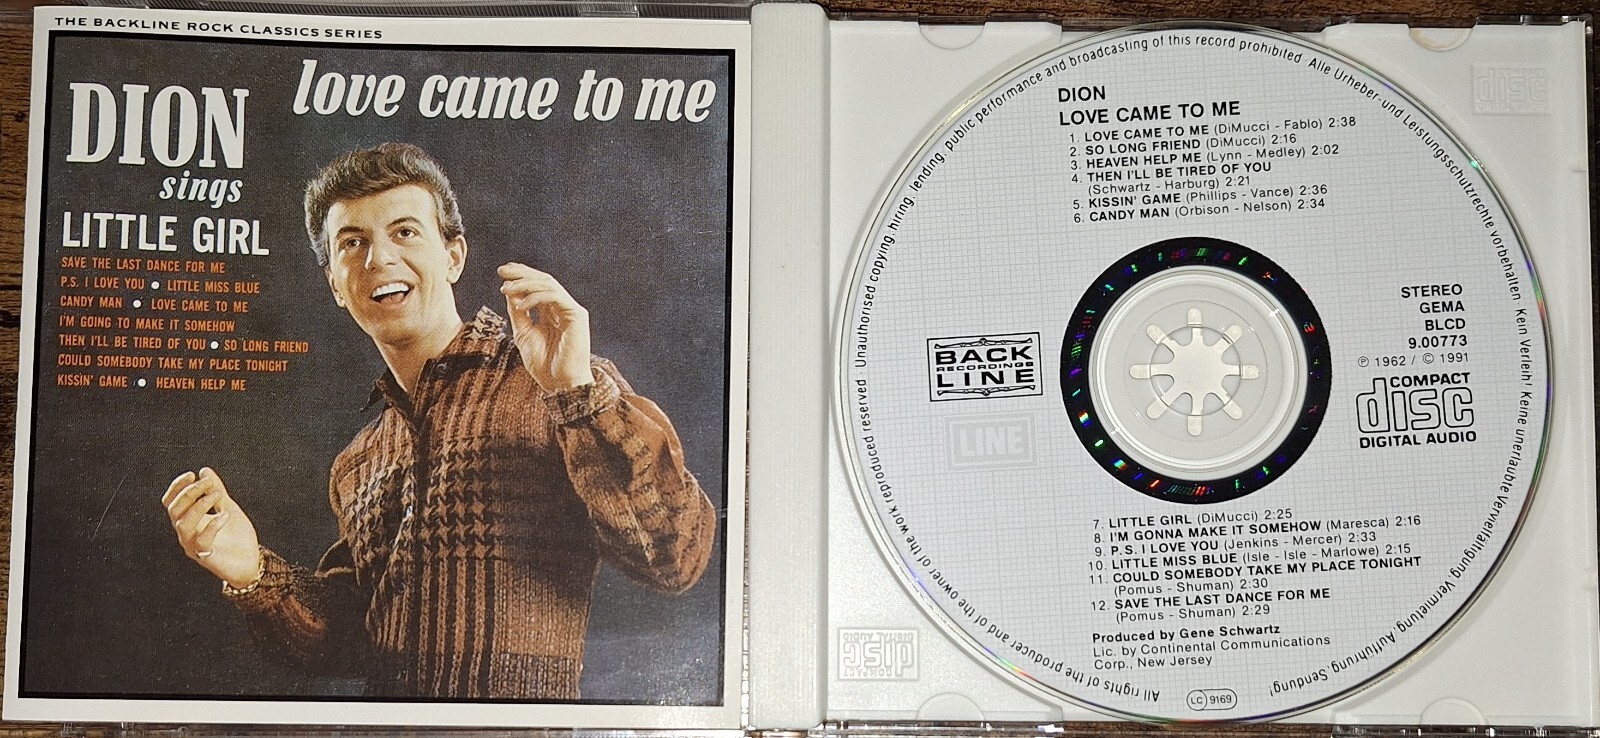 THE BACKLINE ROCK CLASSICS SERIES
love came to me
DION
sings
LITTLE GIRL
SAVE THE LAST DANCE FOR ME
P.S. I LOVE YOU ● LITTLE MISS BLUE
CANDY MAN ● LOVE CAME TO ME
I'M GOING TO MAKE IT SOMEHOW
THEN I'LL BE TIRED OF YOU ● SO LONG FRIEND
COULD SOMEBODY TAKE MY PLACE TONIGHT
KISSIN' GAME ● HEAVEN HELP ME
DION
LOVE CAME TO ME
1. LOVE CAME TO ME (DiMucci - Fablo) 2:38
2. SO LONG FRIEND (DiMucci) 2:16
3. HEAVEN HELP ME (Lynn - Medley) 2:02
4. THEN I'LL BE TIRED OF YOU
(Schwartz - Harburg) 2:21
5. KISSIN' GAME (Phillips - Vance) 2:36
6. CANDY MAN (Orbison - Nelson) 2:34
STEREO
GEMA
BLCD
9.00773
℗ 1962 / © 1991
COMPACT
disc
DIGITAL AUDIO
BACK
RECORDINGS
LINE
LINE
7. LITTLE GIRL (DiMucci) 2:25
8. I'M GONNA MAKE IT SOMEHOW (Maresca) 2:16
9. P.S. I LOVE YOU (Jenkins - Mercer) 2:33
10. LITTLE MISS BLUE (Isle - Isle - Marlowe) 2:15
11. COULD SOMEBODY TAKE MY PLACE TONIGHT
(Pomus - Shuman) 2:30
12. SAVE THE LAST DANCE FOR ME
(Pomus - Shuman) 2:29
Produced by Gene Schwartz
Lic. by Continental Communications
Corp., New Jersey
LC 9169
All rights of the producer and of the owner of the work reproduced reserved. Unauthorised copying, hiring, lending, public performance and broadcasting of this record prohibited. Alle Urheber- und Leistungsschutzrechte vorbehalten. Kein Verleih! Keine unerlaubte Vervielfältigung, Vermietung, Aufführung, Sendung!
COMPACT
disc
DIGITAL AUDIO
disc